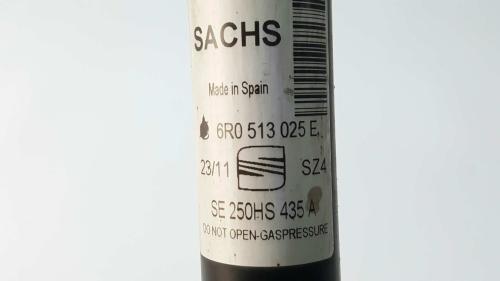 SACHS
Made in Spain
6R0 513 025 E
23/11 SZ4
SE 250HS 435 A
DO NOT OPEN-GASPRESSURE